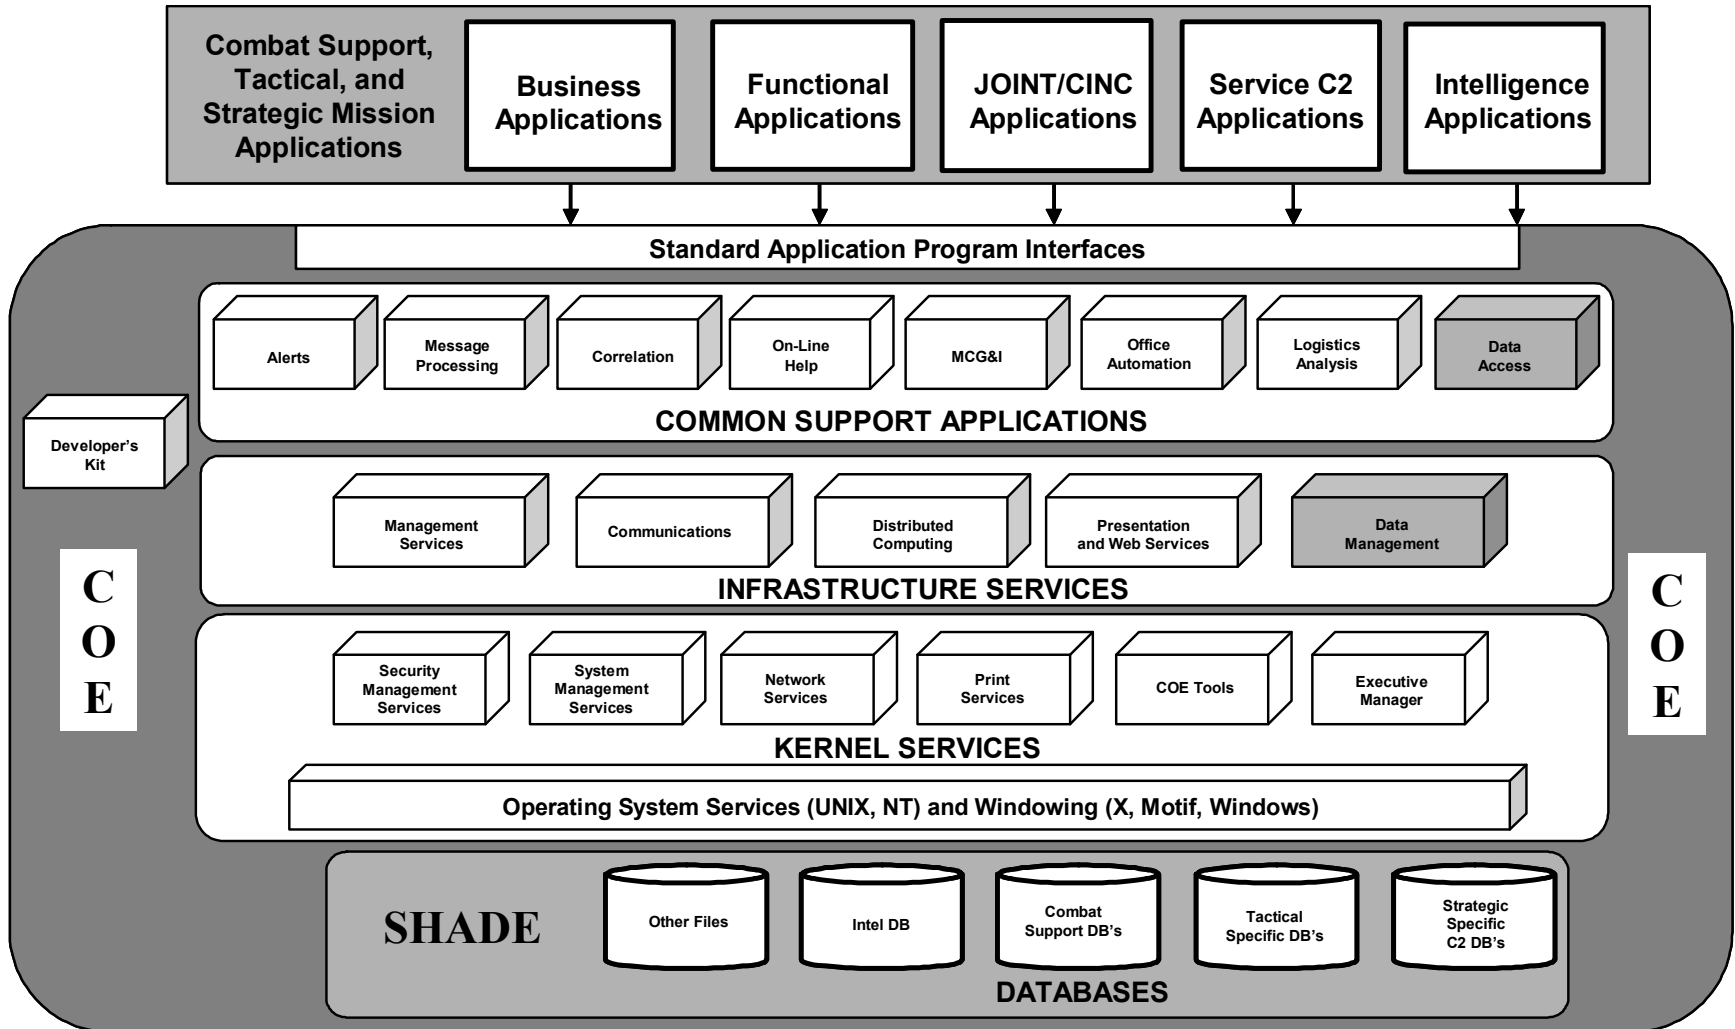 Combat Support,
Tactical, and
Strategic Mission
Applications
Business
Applications
Functional
Applications
JOINT/CINC
Applications
Service C2
Applications
Intelligence
Applications
Standard Application Program Interfaces
Alerts
Message
Processing
Correlation
On-Line
Help
MCG&I
Office
Automation
Logistics
Analysis
Data
Access
COMMON SUPPORT APPLICATIONS
Developer's
Kit
Management
Services
Communications
Distributed
Computing
Presentation
and Web Services
Data
Management
INFRASTRUCTURE SERVICES
C
O
E
C
O
E
Security
Management
Services
System
Management
Services
Network
Services
Print
Services
COE Tools
Executive
Manager
KERNEL SERVICES
Operating System Services (UNIX, NT) and Windowing (X, Motif, Windows)
SHADE
Other Files
Intel DB
Combat
Support DB's
Tactical
Specific DB's
Strategic
Specific
C2 DB's
DATABASES